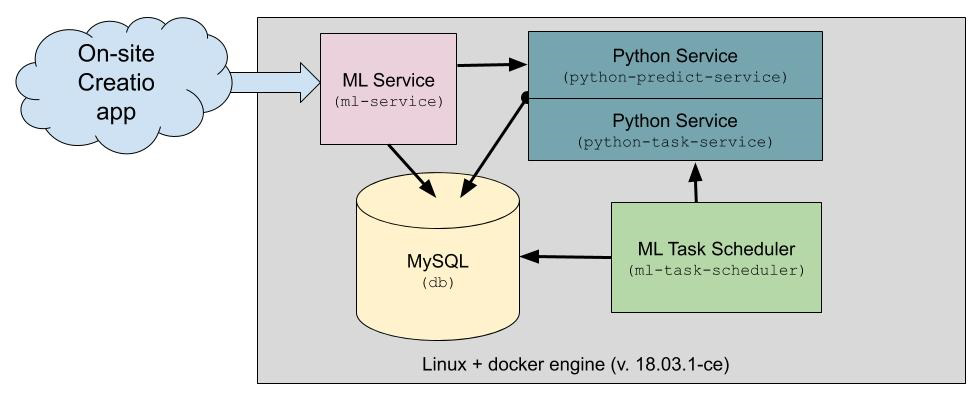 On-site
Creatio
app
ML Service
(ml-service)
Python Service
(python-predict-service)
Python Service
(python-task-service)
MySQL
(db)
ML Task Scheduler
(ml-task-scheduler)
Linux + docker engine (v. 18.03.1-ce)